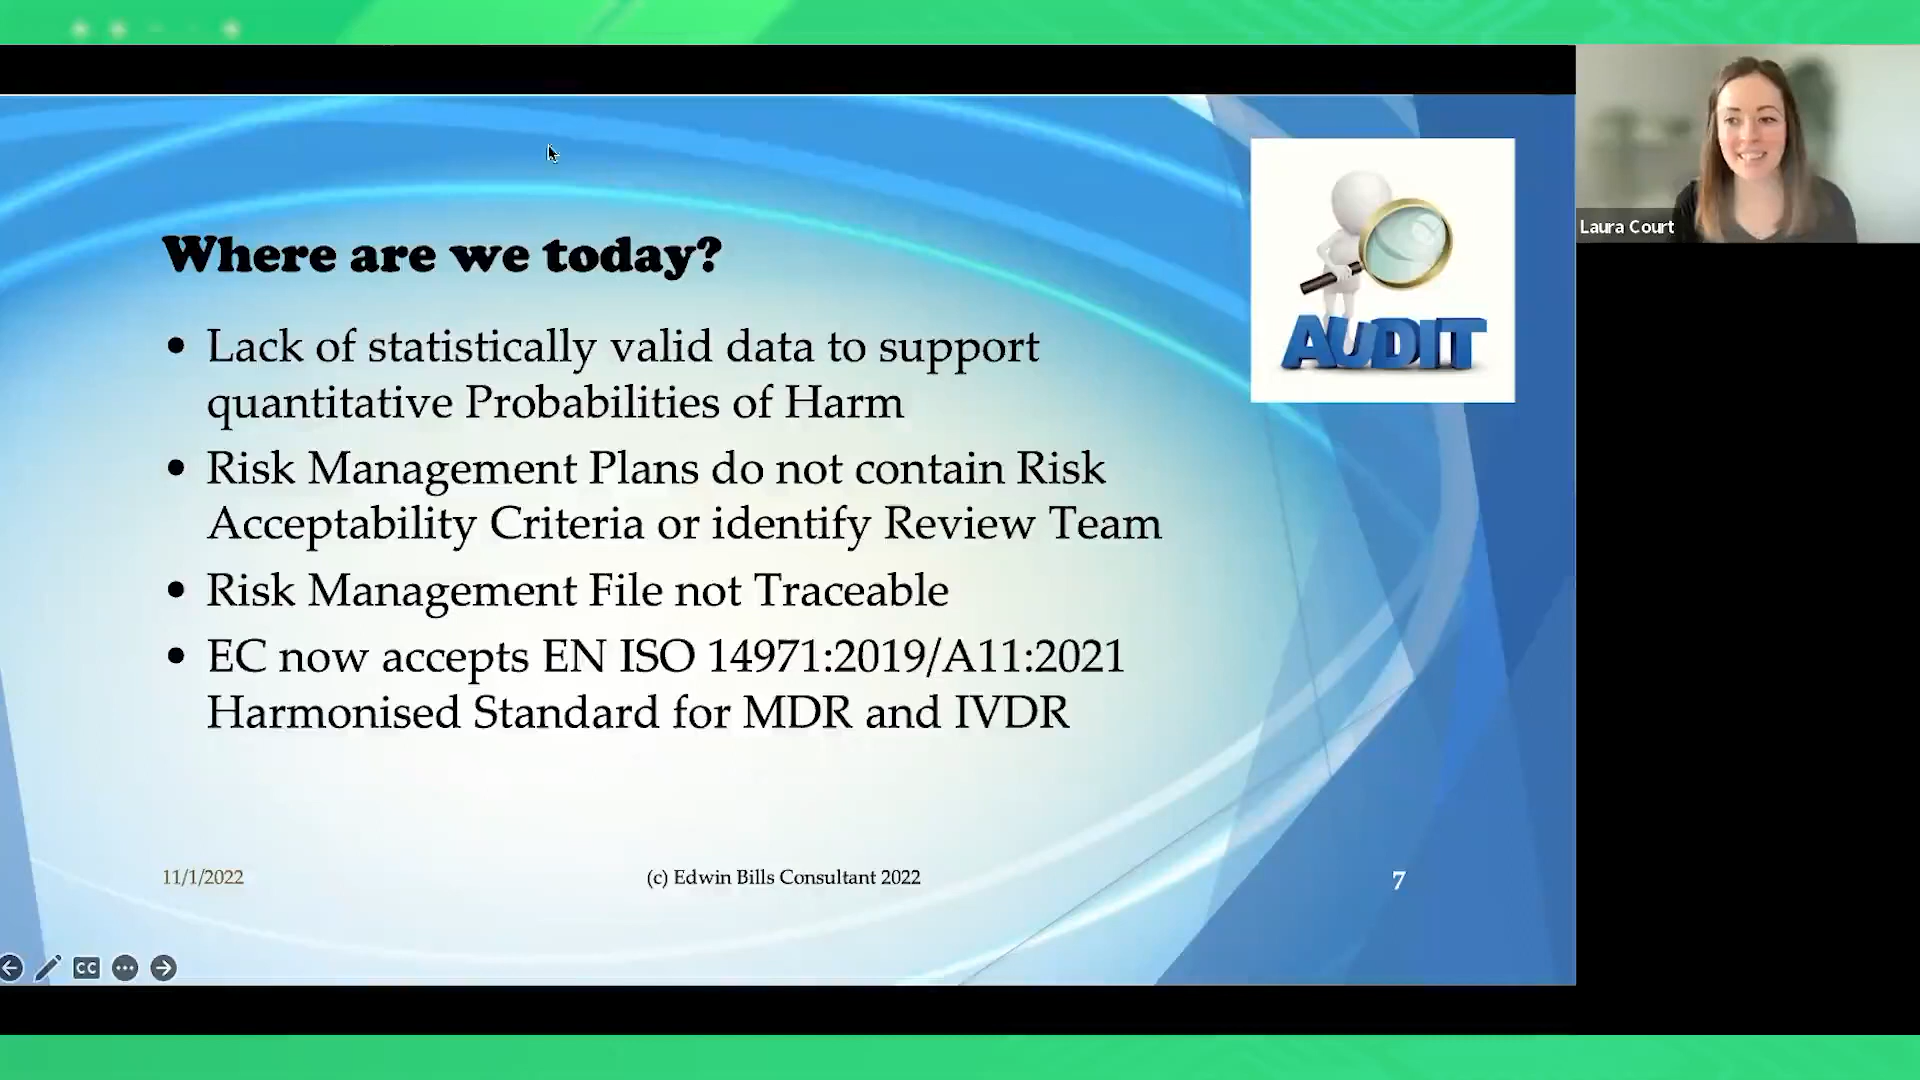 Laura Court
AUDIT
Where are we today?
• Lack of statistically valid data to support
quantitative Probabilities of Harm
• Risk Management Plans do not contain Risk
Acceptability Criteria or identify Review Team
• Risk Management File not Traceable
• EC now accepts EN ISO 14971:2019/A11:2021
Harmonised Standard for MDR and IVDR
11/1/2022
(c) Edwin Bills Consultant 2022
7
CC